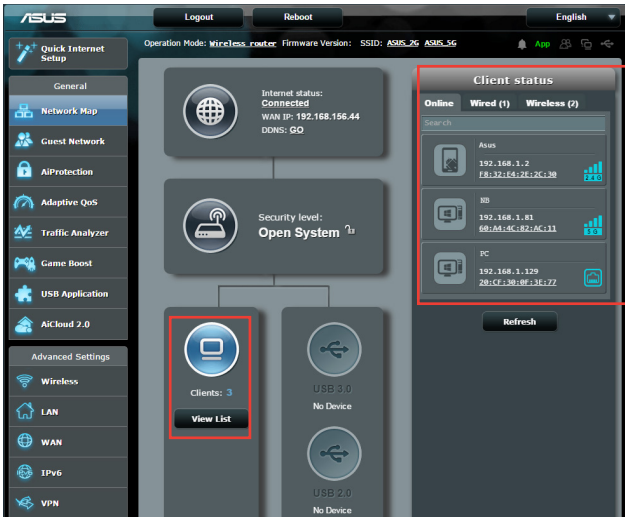 ASUS
Logout
Reboot
English
Quick Internet
Setup
Operation Mode: Wireless router Firmware Version: SSID: ASUS_2G ASUS_5G
App
General
Network Map
Guest Network
AiProtection
Adaptive QoS
Traffic Analyzer
Game Boost
USB Application
AiCloud 2.0
Advanced Settings
Wireless
LAN
WAN
IPv6
VPN
Internet status:
Connected
WAN IP: 192.168.156.44
DDNS: GO
Security level:
Open System
Clients: 3
View List
USB 3.0
No Device
USB 2.0
No Device
Client status
Online Wired (1) Wireless (2)
Search
Asus
192.168.1.2
F8:32:E4:2E:2C:30
2.4G
NB
192.168.1.81
60:A4:4C:82:AC:11
5G
PC
192.168.1.129
20:CF:30:0F:3E:77
Refresh